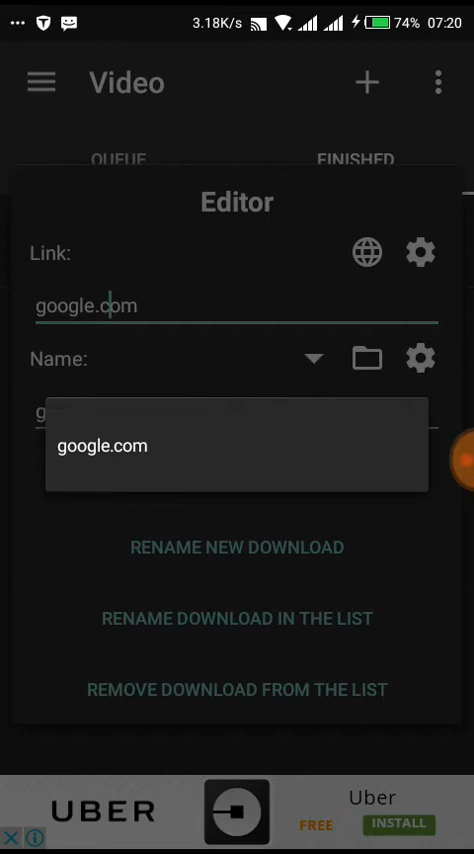 3.18K/s 74% 07:20
Video
QUEUE FINISHED
Editor
Link:
google.com
Name:
g
google.com
RENAME NEW DOWNLOAD
RENAME DOWNLOAD IN THE LIST
REMOVE DOWNLOAD FROM THE LIST
UBER
Uber
FREE INSTALL